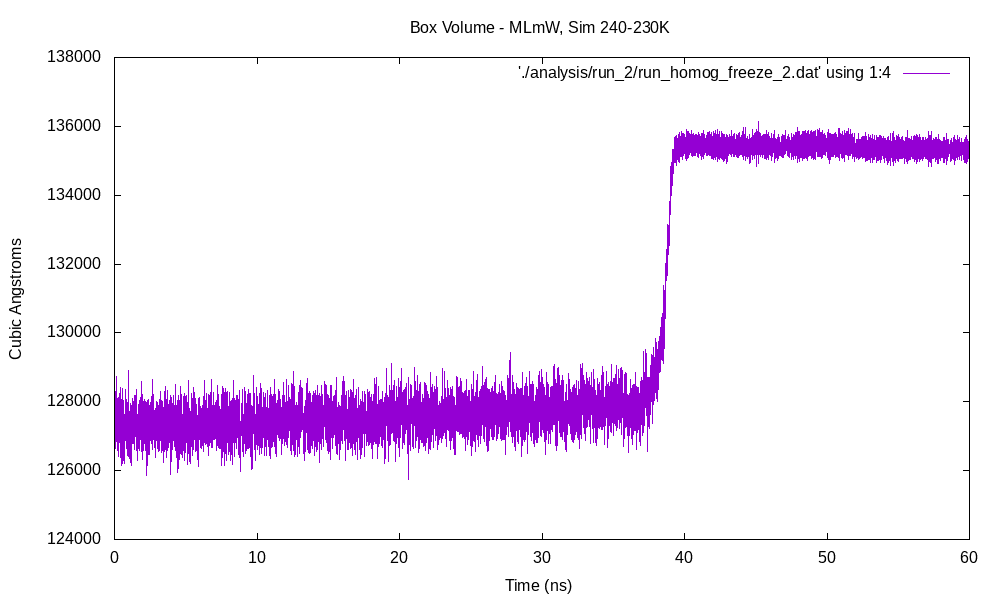 Box Volume - MLmW, Sim 240-230K
'./analysis/run_2/run_homog_freeze_2.dat' using 1:4
Cubic Angstroms
138000
136000
134000
132000
130000
128000
126000
124000
0 10 20 30 40 50 60
Time (ns)